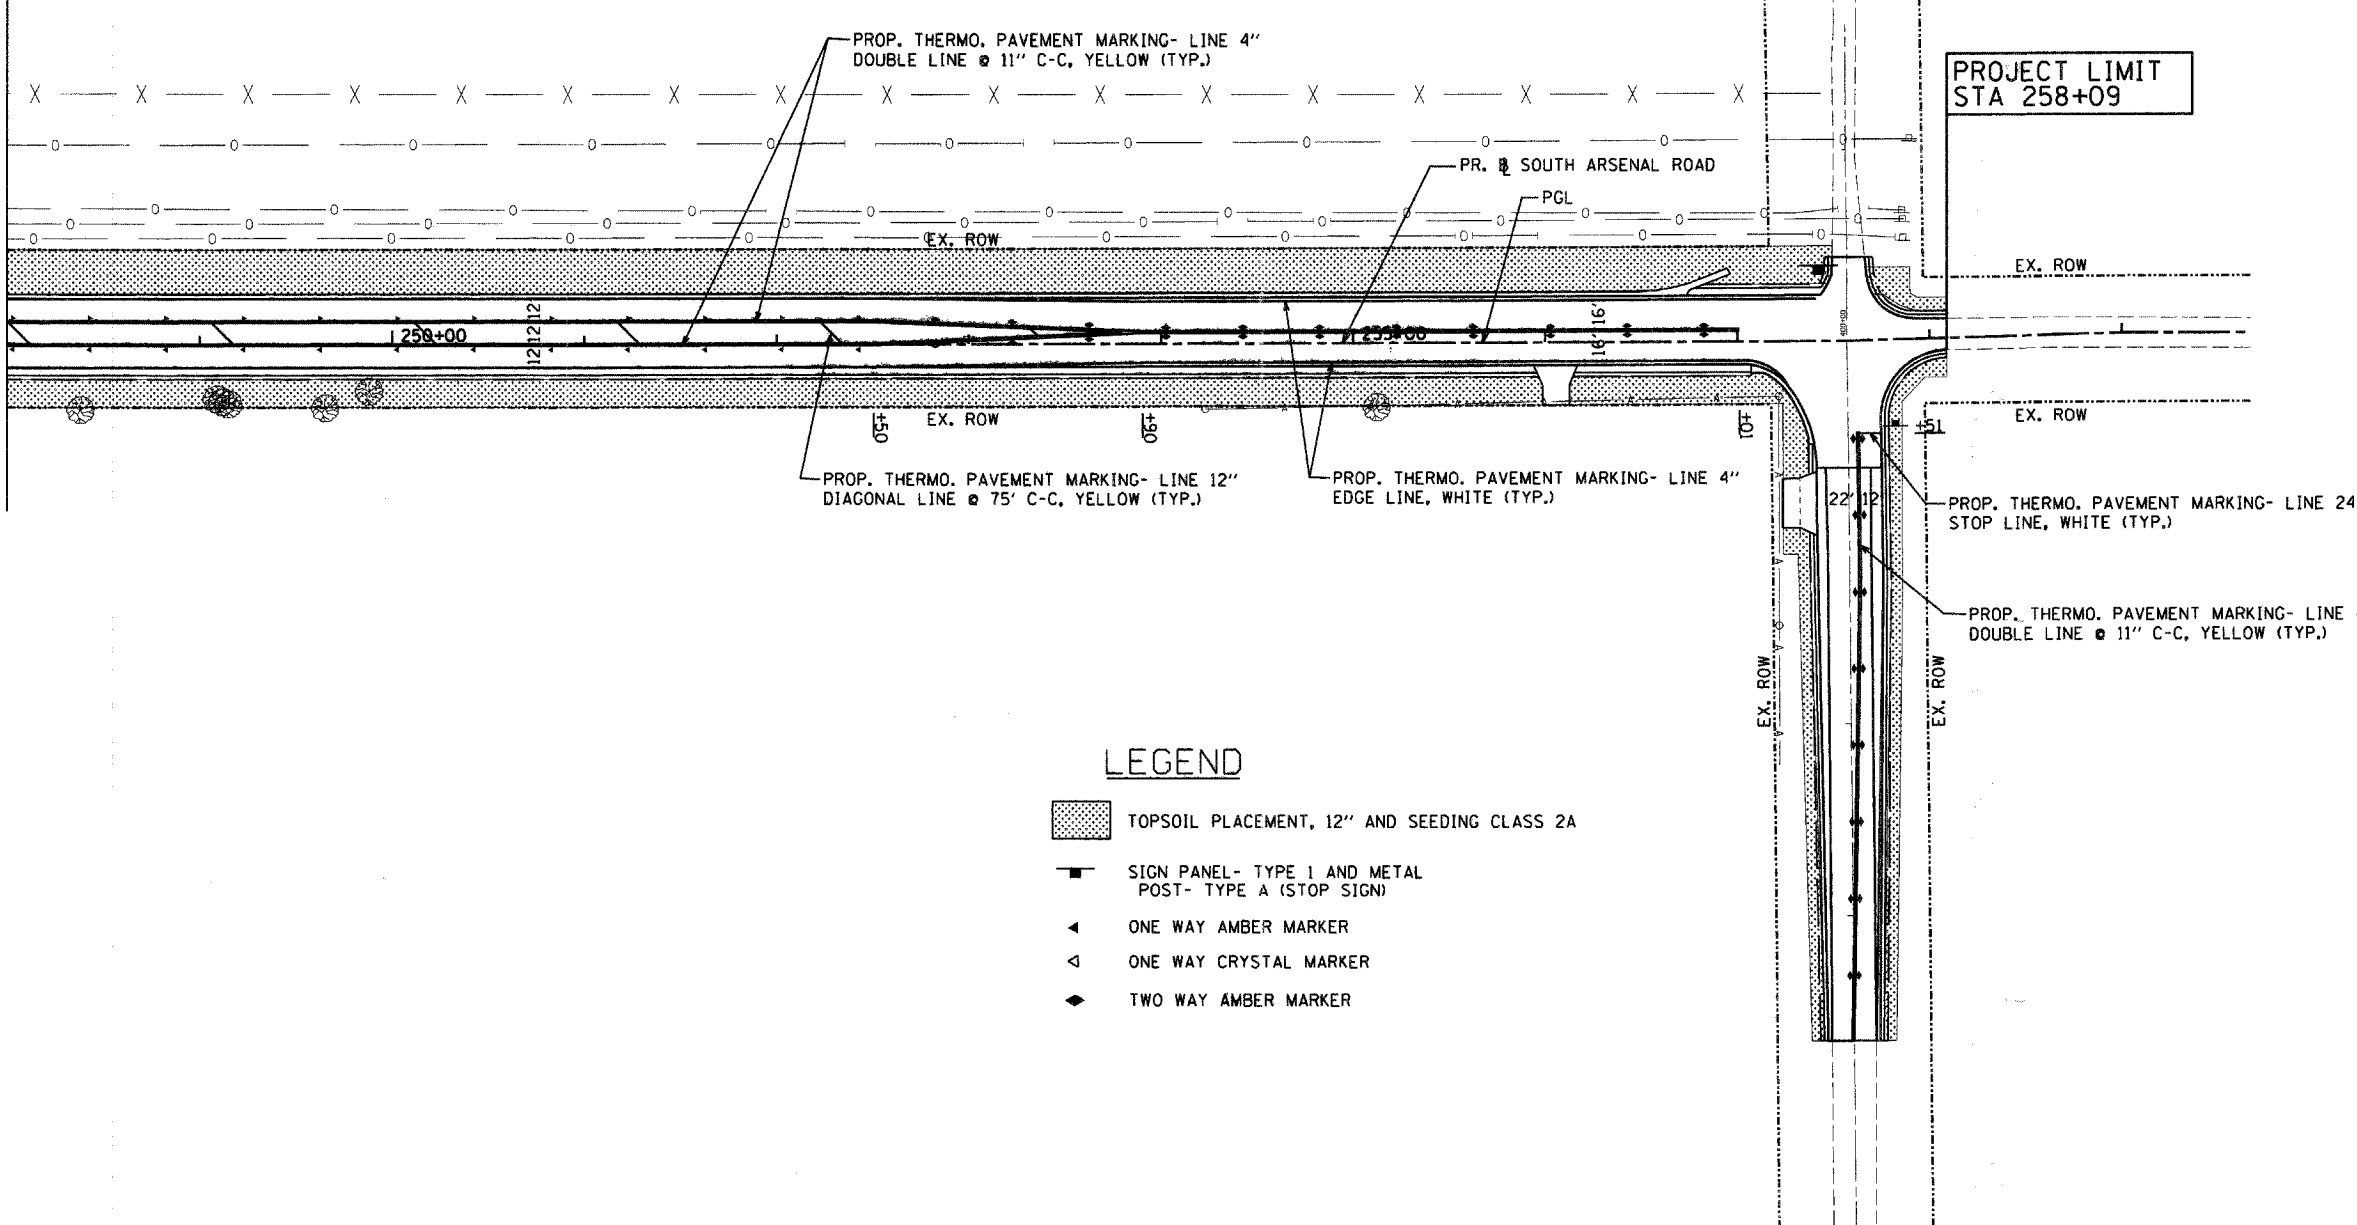 PROP. THERMO. PAVEMENT MARKING- LINE 4"
DOUBLE LINE @ 11" C-C, YELLOW (TYP.)
PROJECT LIMIT
STA 258+09
PR. ℄ SOUTH ARSENAL ROAD
PGL
EX. ROW
EX. ROW
12 12 12
250+00
16' 16'
255+00
EX. ROW
EX. ROW
+50
+90
+01
+51
PROP. THERMO. PAVEMENT MARKING- LINE 12"
DIAGONAL LINE @ 75' C-C, YELLOW (TYP.)
PROP. THERMO. PAVEMENT MARKING- LINE 4"
EDGE LINE, WHITE (TYP.)
22' 12'
PROP. THERMO. PAVEMENT MARKING- LINE 24
STOP LINE, WHITE (TYP.)
PROP. THERMO. PAVEMENT MARKING- LINE
DOUBLE LINE @ 11" C-C, YELLOW (TYP.)
EX. ROW
EX. ROW
LEGEND
TOPSOIL PLACEMENT, 12" AND SEEDING CLASS 2A
SIGN PANEL- TYPE 1 AND METAL
POST- TYPE A (STOP SIGN)
ONE WAY AMBER MARKER
ONE WAY CRYSTAL MARKER
TWO WAY AMBER MARKER